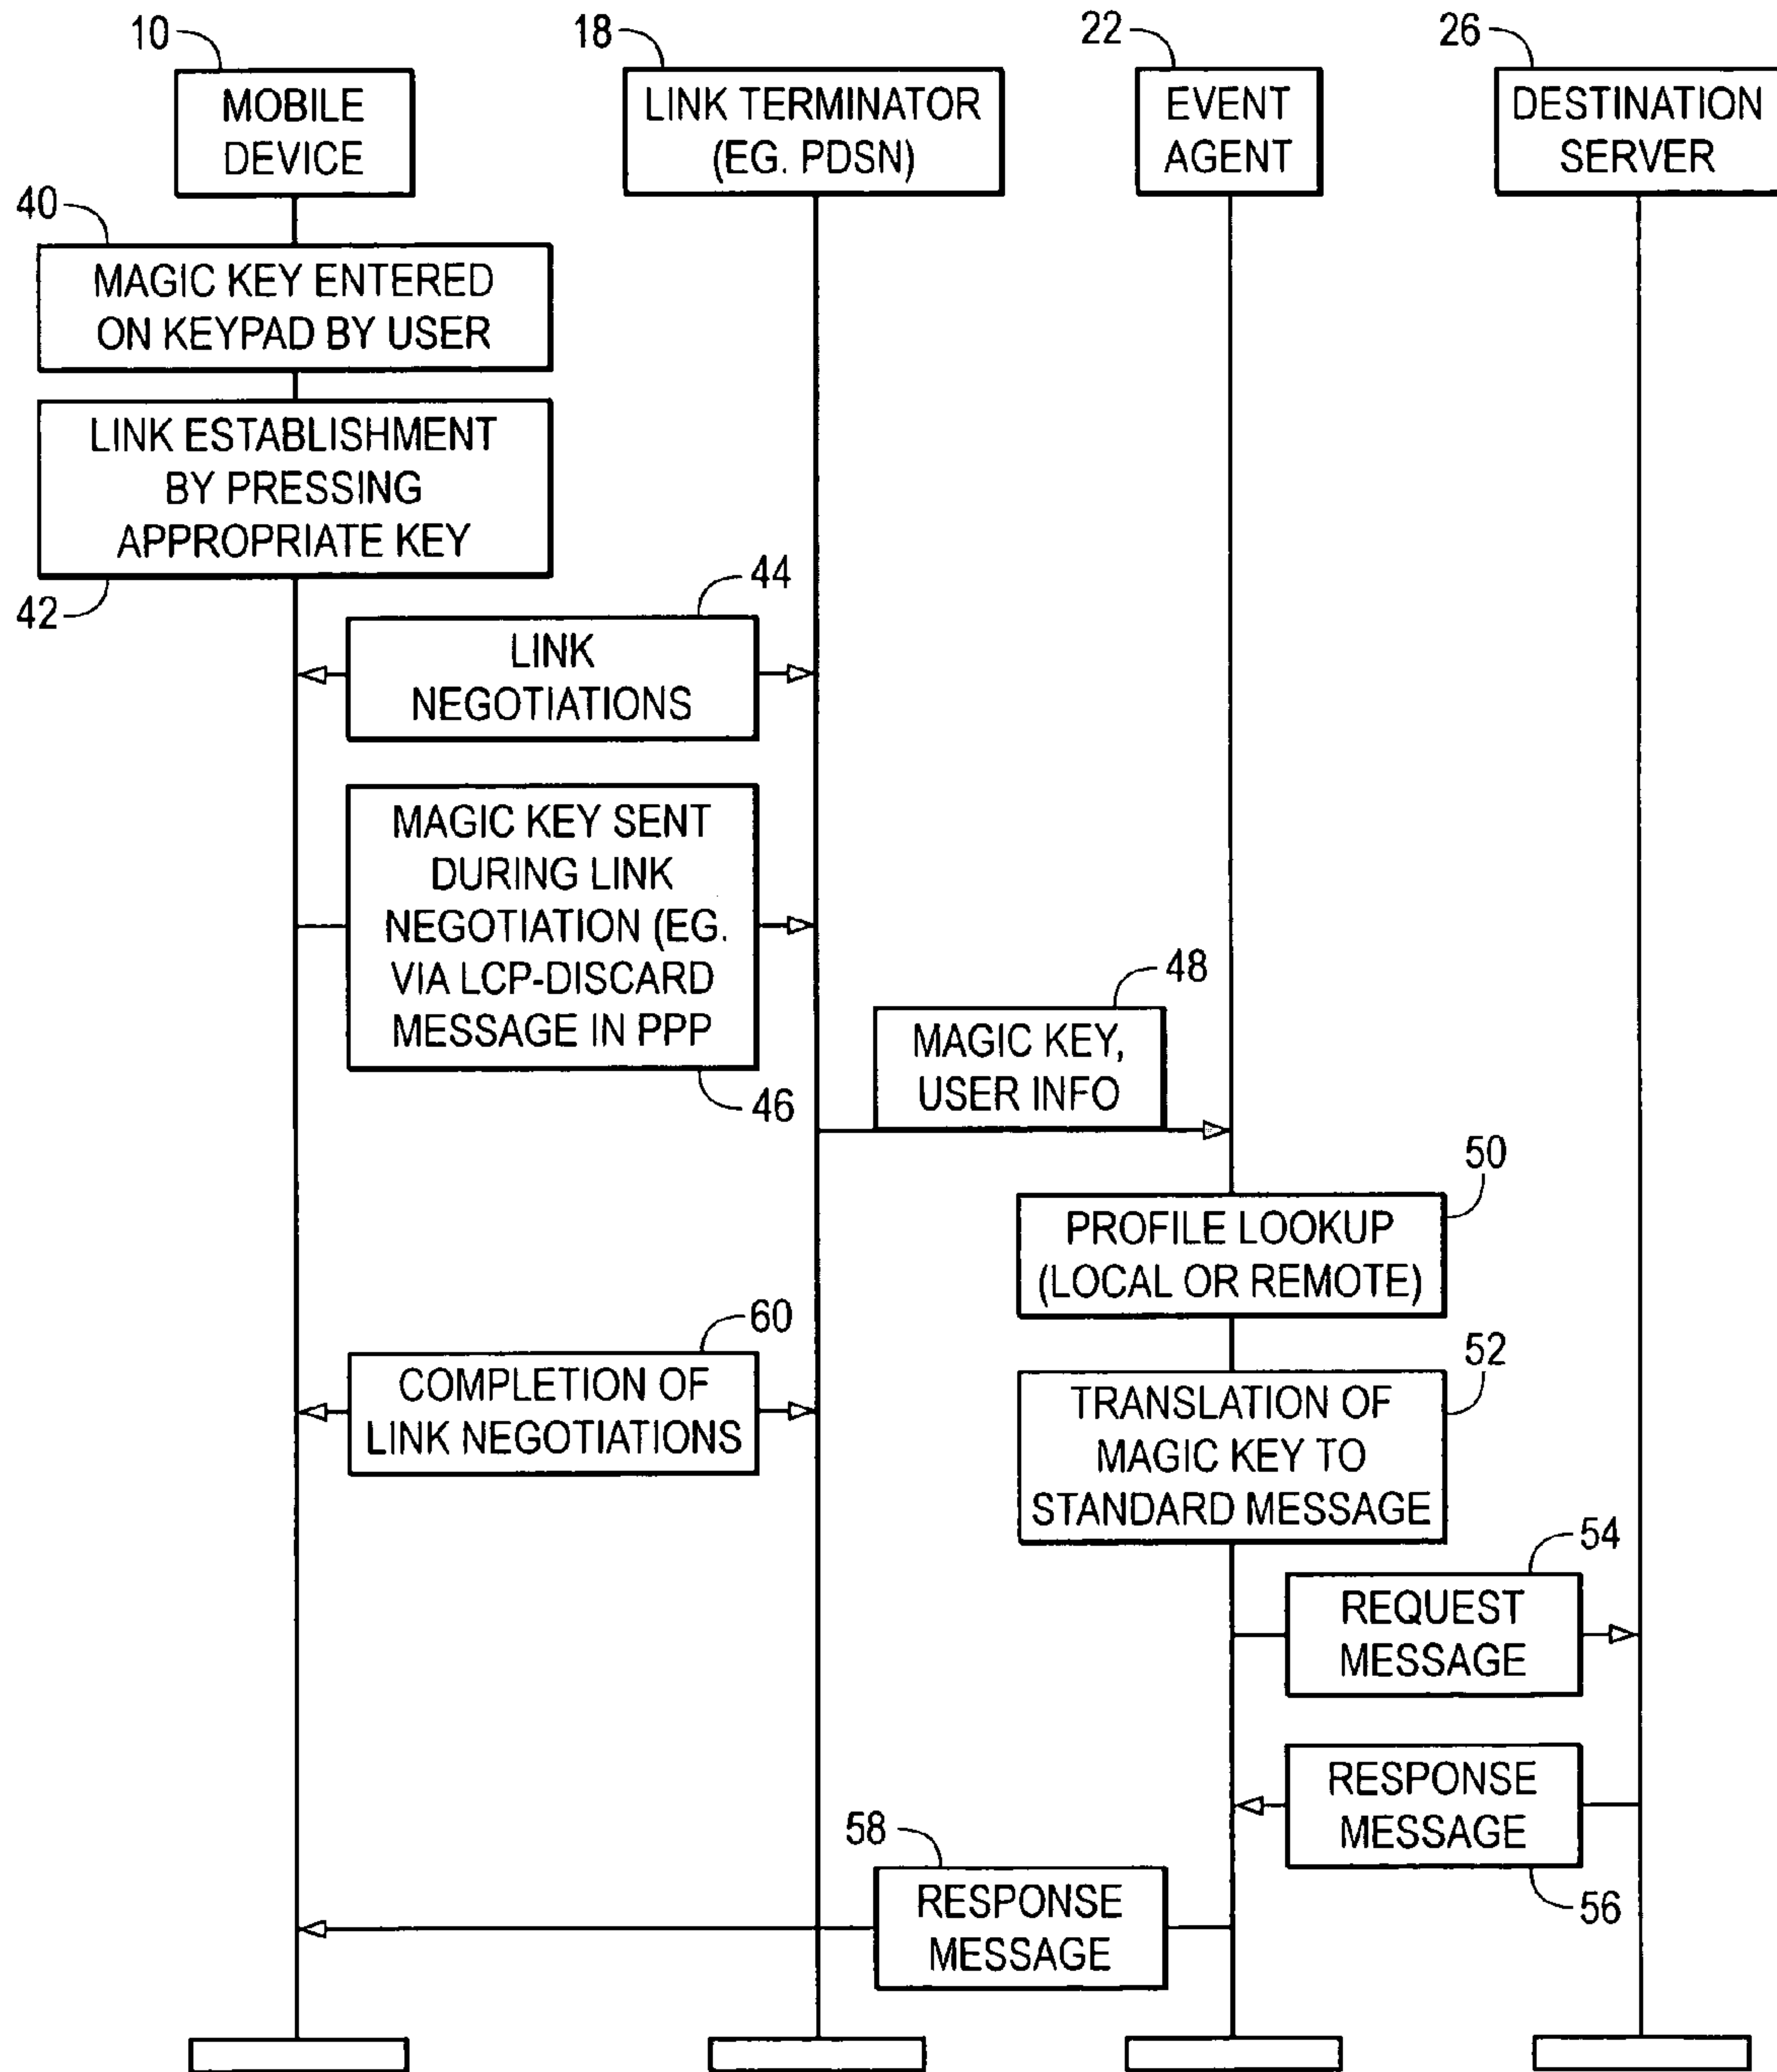 10
18
22
26
MOBILE
DEVICE
LINK TERMINATOR
(EG. PDSN)
EVENT
AGENT
DESTINATION
SERVER
40
MAGIC KEY ENTERED
ON KEYPAD BY USER
LINK ESTABLISHMENT
BY PRESSING
APPROPRIATE KEY
42
44
LINK
NEGOTIATIONS
MAGIC KEY SENT
DURING LINK
NEGOTIATION (EG.
VIA LCP-DISCARD
MESSAGE IN PPP
46
48
MAGIC KEY,
USER INFO
50
PROFILE LOOKUP
(LOCAL OR REMOTE)
60
COMPLETION OF
LINK NEGOTIATIONS
52
TRANSLATION OF
MAGIC KEY TO
STANDARD MESSAGE
54
REQUEST
MESSAGE
RESPONSE
MESSAGE
56
58
RESPONSE
MESSAGE